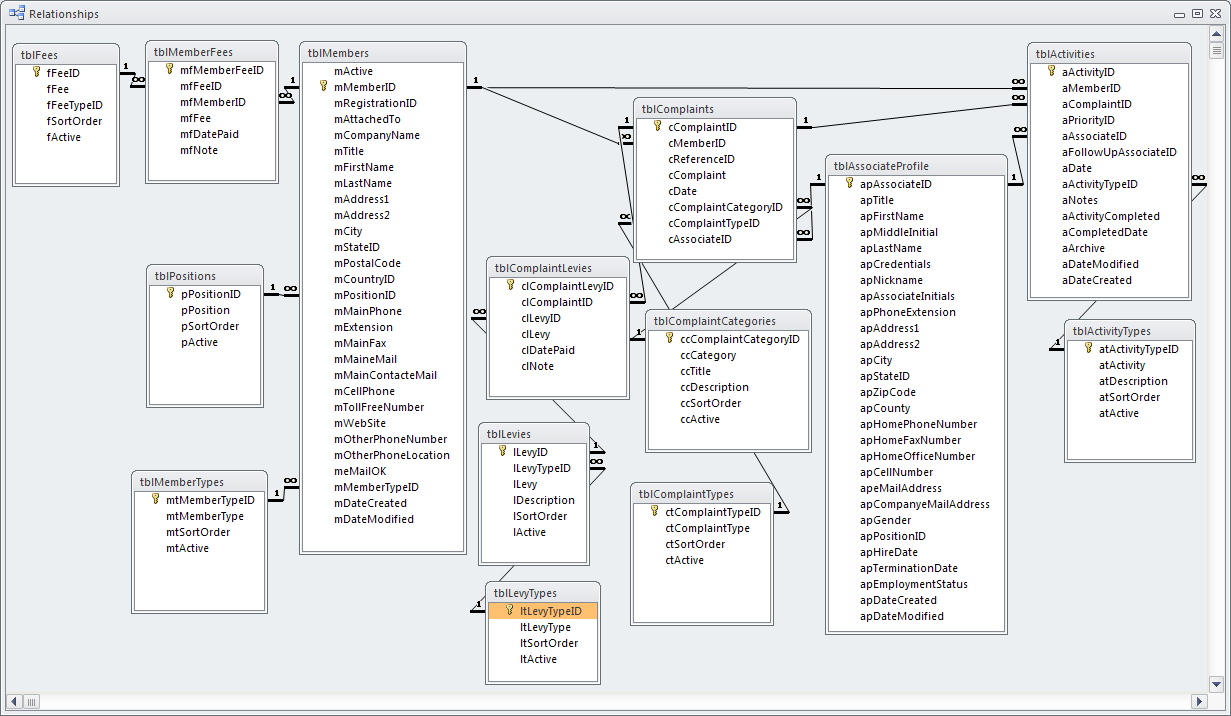 Relationships
tblFees
fFeeID
fFee
fFeeTypeID
fSortOrder
fActive
tblMemberFees
mfMemberFeeID
mfFeeID
mfMemberID
mfFee
mfDatePaid
mfNote
tblMembers
mActive
mMemberID
mRegistrationID
mAttachedTo
mCompanyName
mTitle
mFirstName
mLastName
mAddress1
mAddress2
mCity
mStateID
mPostalCode
mCountryID
mPositionID
mMainPhone
mExtension
mMainFax
mMaineMail
mMainContacteMail
mCellPhone
mTollFreeNumber
mWebSite
mOtherPhoneNumber
mOtherPhoneLocation
meMailOK
mMemberTypeID
mDateCreated
mDateModified
tblPositions
pPositionID
pPosition
pSortOrder
pActive
tblMemberTypes
mtMemberTypeID
mtMemberType
mtSortOrder
mtActive
tblComplaints
cComplaintID
cMemberID
cReferenceID
cComplaint
cDate
cComplaintCategoryID
cComplaintTypeID
cAssociateID
tblComplaintLevies
clComplaintLevyID
clComplaintID
clLevyID
clLevy
clDatePaid
clNote
tblLevies
lLevyID
lLevyTypeID
lLevy
lDescription
lSortOrder
lActive
tblLevyTypes
ltLevyTypeID
ltLevyType
ltSortOrder
ltActive
tblComplaintCategories
ccComplaintCategoryID
ccCategory
ccTitle
ccDescription
ccSortOrder
ccActive
tblComplaintTypes
ctComplaintTypeID
ctComplaintType
ctSortOrder
ctActive
tblAssociateProfile
apAssociateID
apTitle
apFirstName
apMiddleInitial
apLastName
apCredentials
apNickname
apAssociateInitials
apPhoneExtension
apAddress1
apAddress2
apCity
apStateID
apZipCode
apCounty
apHomePhoneNumber
apHomeFaxNumber
apHomeOfficeNumber
apCellNumber
apeMailAddress
apCompanyeMailAddress
apGender
apPositionID
apHireDate
apTerminationDate
apEmploymentStatus
apDateCreated
apDateModified
tblActivities
aActivityID
aMemberID
aComplaintID
aPriorityID
aAssociateID
aFollowUpAssociateID
aDate
aActivityTypeID
aNotes
aActivityCompleted
aCompletedDate
aArchive
aDateModified
aDateCreated
tblActivityTypes
atActivityTypeID
atActivity
atDescription
atSortOrder
atActive
1
∞
1
∞
1
∞
1
∞
1
∞
∞
∞
1
∞
1
1
∞
∞
∞
1
∞
1
∞
∞
1
1
∞
1
1
∞
1